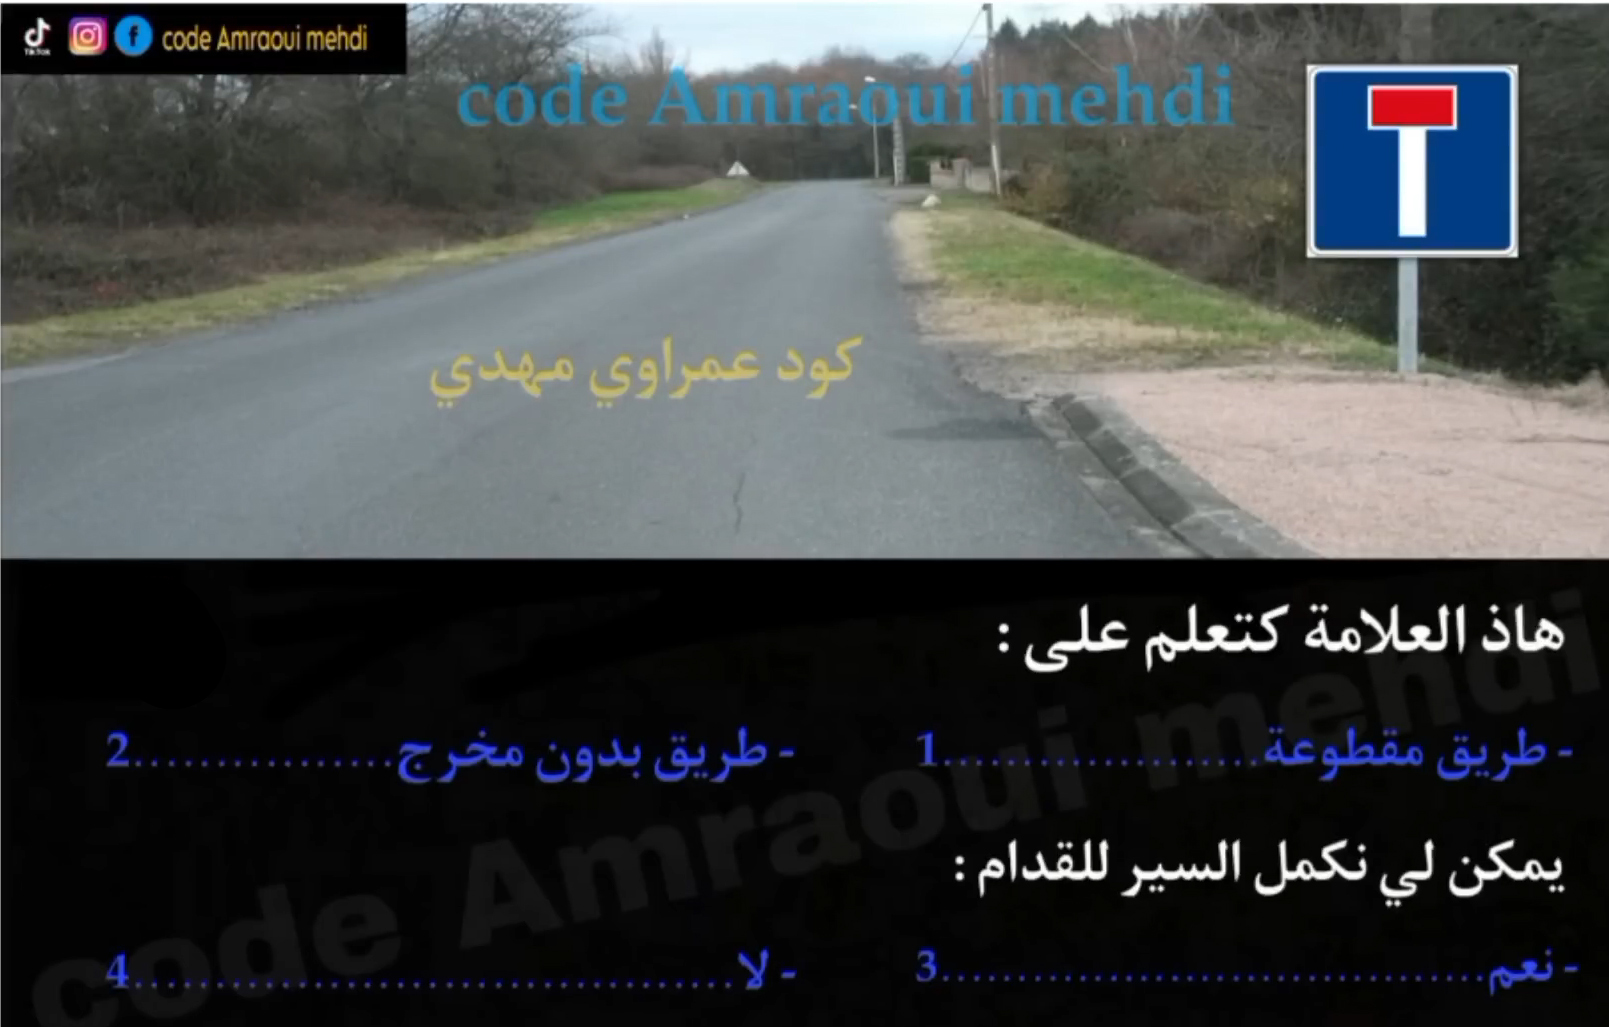 TikTok code Amraoui mehdi
code Amraoui mehdi
كود عمراوي مهدي
هاذ العلامة كتعلم على :
- طريق مقطوعة....................1 - طريق بدون مخرج................2
يمكن لي نكمل السير للقدام :
- نعم..................................3 - لا......................................4
code Amraoui mehdi